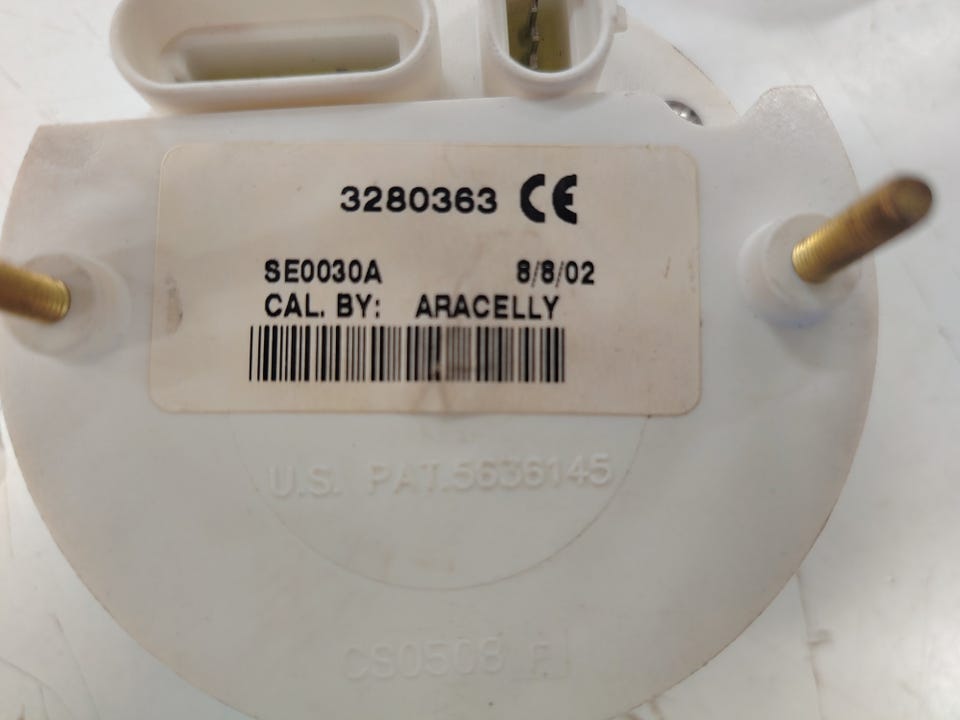 3280363 CE
SE0030A 8/8/02
CAL. BY: ARACELLY
U.S. PAT.5636145
CS0508